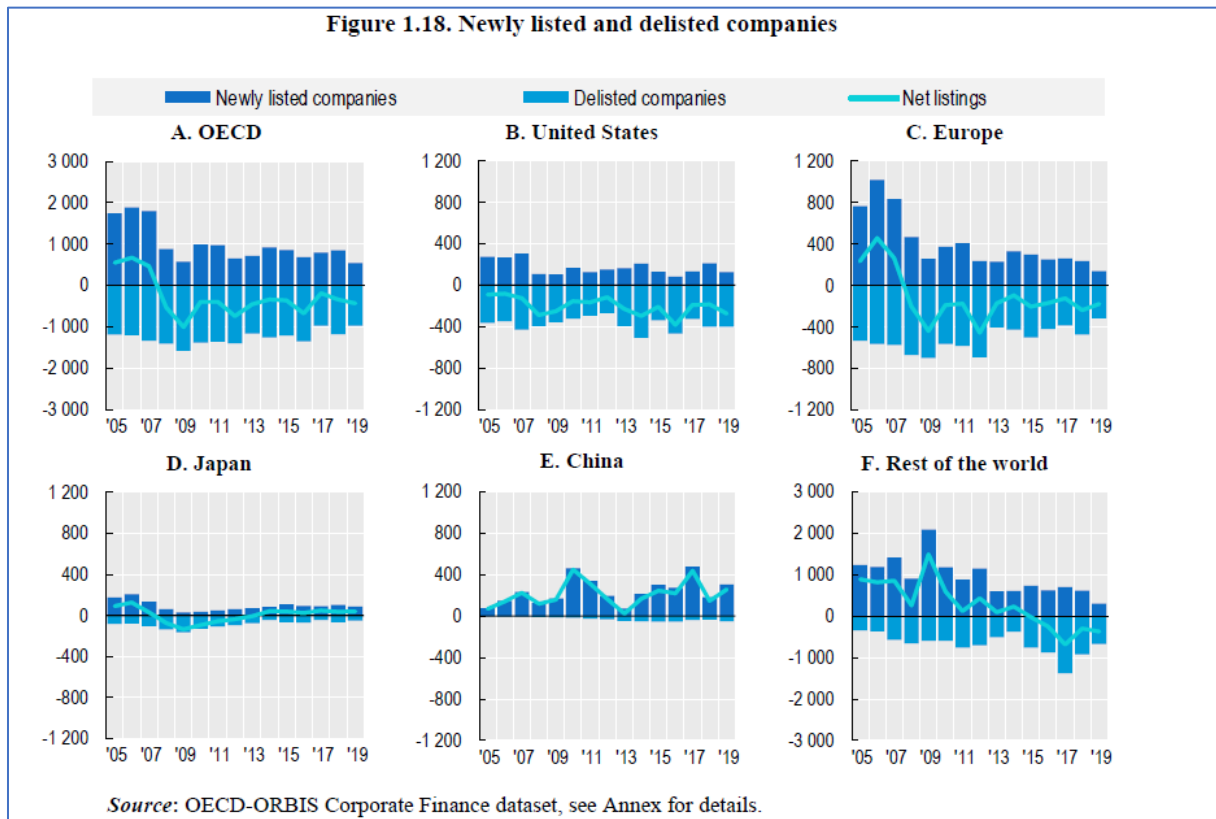 Figure 1.18. Newly listed and delisted companies
Newly listed companies Delisted companies Net listings
A. OECD B. United States C. Europe
3 000 1 200 1 200
2 000 800 800
1 000 400 400
0 0 0
-1 000 -400 -400
-2 000 -800 -800
-3 000 -1 200 -1 200
'05 '07 '09 '11 '13 '15 '17 '19 '05 '07 '09 '11 '13 '15 '17 '19 '05 '07 '09 '11 '13 '15 '17 '19
D. Japan E. China F. Rest of the world
1 200 1 200 3 000
800 800 2 000
400 400 1 000
0 0 0
-400 -400 -1 000
-800 -800 -2 000
-1 200 -1 200 -3 000
'05 '07 '09 '11 '13 '15 '17 '19 '05 '07 '09 '11 '13 '15 '17 '19 '05 '07 '09 '11 '13 '15 '17 '19
Source: OECD-ORBIS Corporate Finance dataset, see Annex for details.